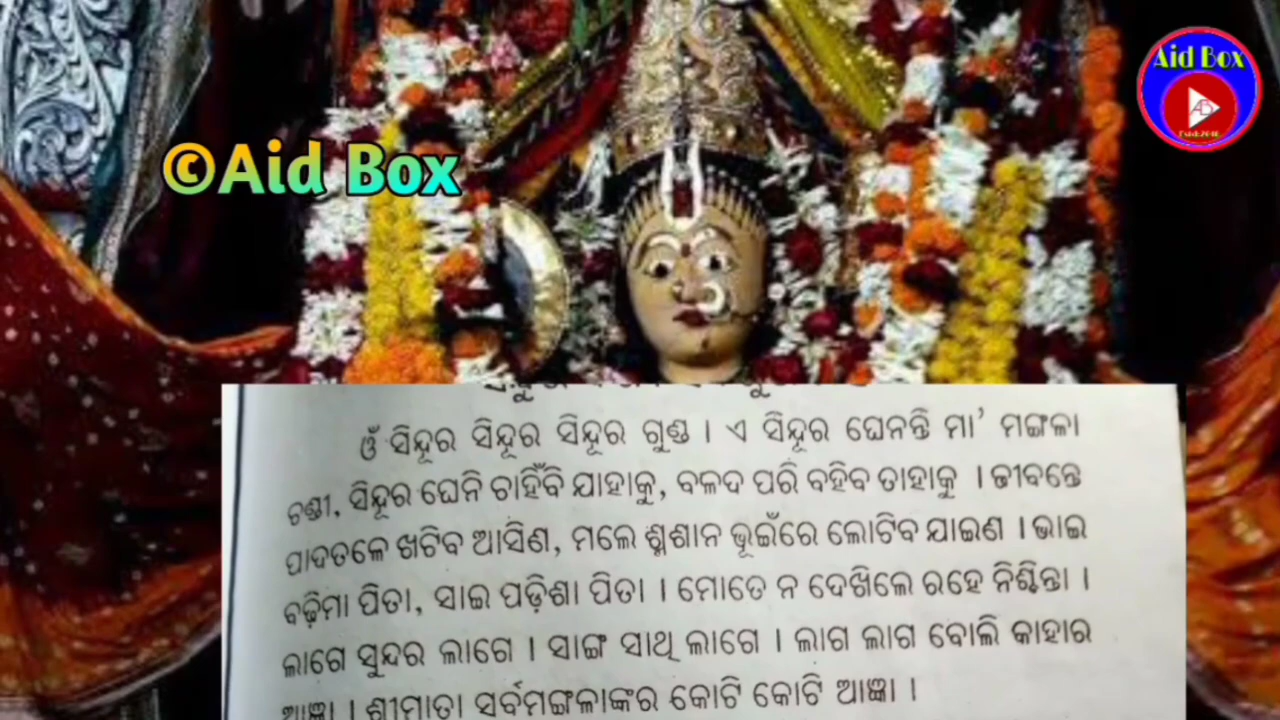 Aid Box
©Aid Box
ଓଁ ସିନ୍ଦୂର ସିନ୍ଦୂର ସିନ୍ଦୂର ଗୁଣ୍ଡ । ଏ ସିନ୍ଦୂର ଘେନନ୍ତି ମା’ ମଙ୍ଗଳା
ଚଣ୍ଡୀ, ସିନ୍ଦୂର ଘେନି ଚାହିଁବି ଯାହାକୁ, ବଳଦ ପରି ବହିବ ତାହାକୁ । ଜୀବନ୍ତେ
ପାଦତଳେ ଖଟିବ ଆସିଣ, ମଲେ ଶ୍ମଶାନ ଭୂଇଁରେ ଲୋଟିବ ଯାଇଣ । ଭାଇ
ବଢ଼ିମା ପିତା, ସାଇ ପଡ଼ିଶା ପିତା । ମୋତେ ନ ଦେଖିଲେ ରହେ ନିଶ୍ଚିନ୍ତା ।
ଲାଗେ ସୁନ୍ଦର ଲାଗେ । ସାଙ୍ଗ ସାଥି ଲାଗେ । ଲାଗ ଲାଗ ବୋଲି କାହାର
ଆଜ୍ଞା । ଶ୍ରୀମାତା ସର୍ବମଙ୍ଗଳାଙ୍କର କୋଟି କୋଟି ଆଜ୍ଞା ।